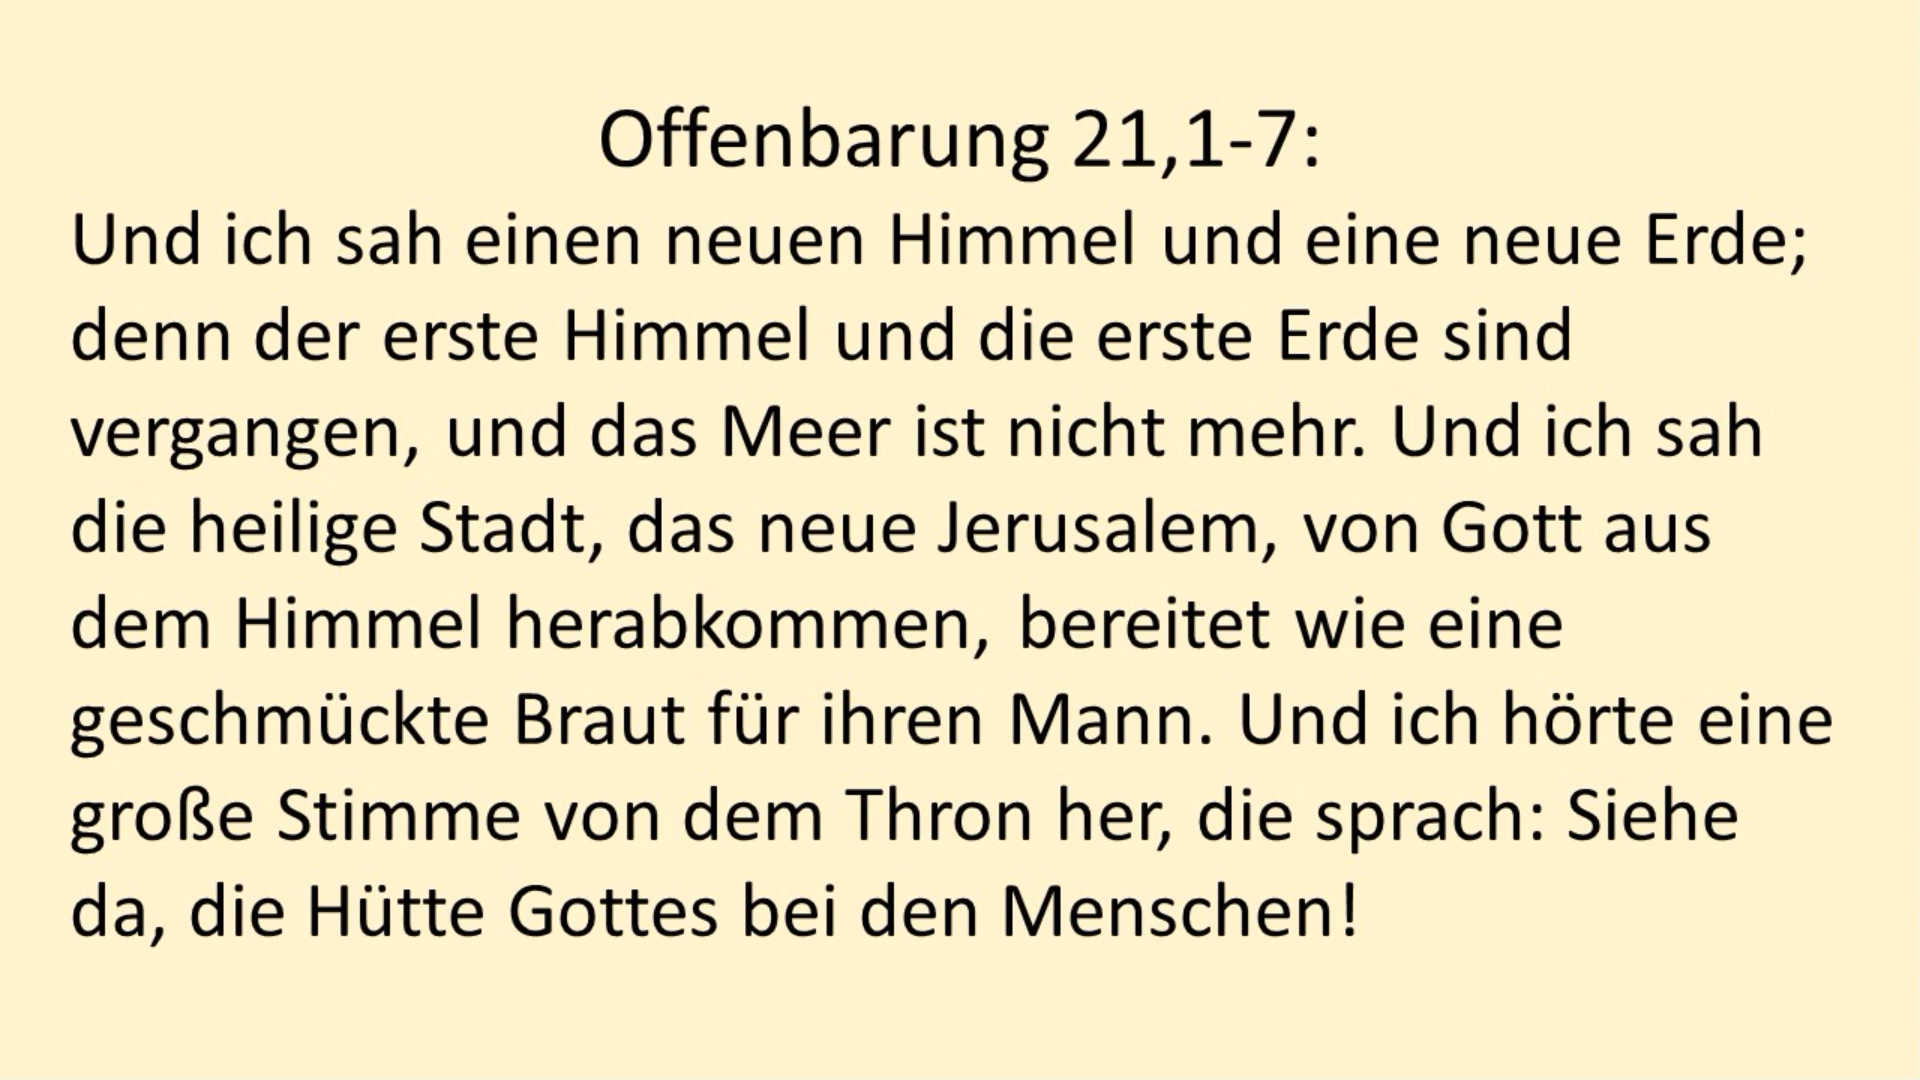 Offenbarung 21,1-7:
Und ich sah einen neuen Himmel und eine neue Erde;
denn der erste Himmel und die erste Erde sind
vergangen, und das Meer ist nicht mehr. Und ich sah
die heilige Stadt, das neue Jerusalem, von Gott aus
dem Himmel herabkommen, bereitet wie eine
geschmückte Braut für ihren Mann. Und ich hörte eine
große Stimme von dem Thron her, die sprach: Siehe
da, die Hütte Gottes bei den Menschen!